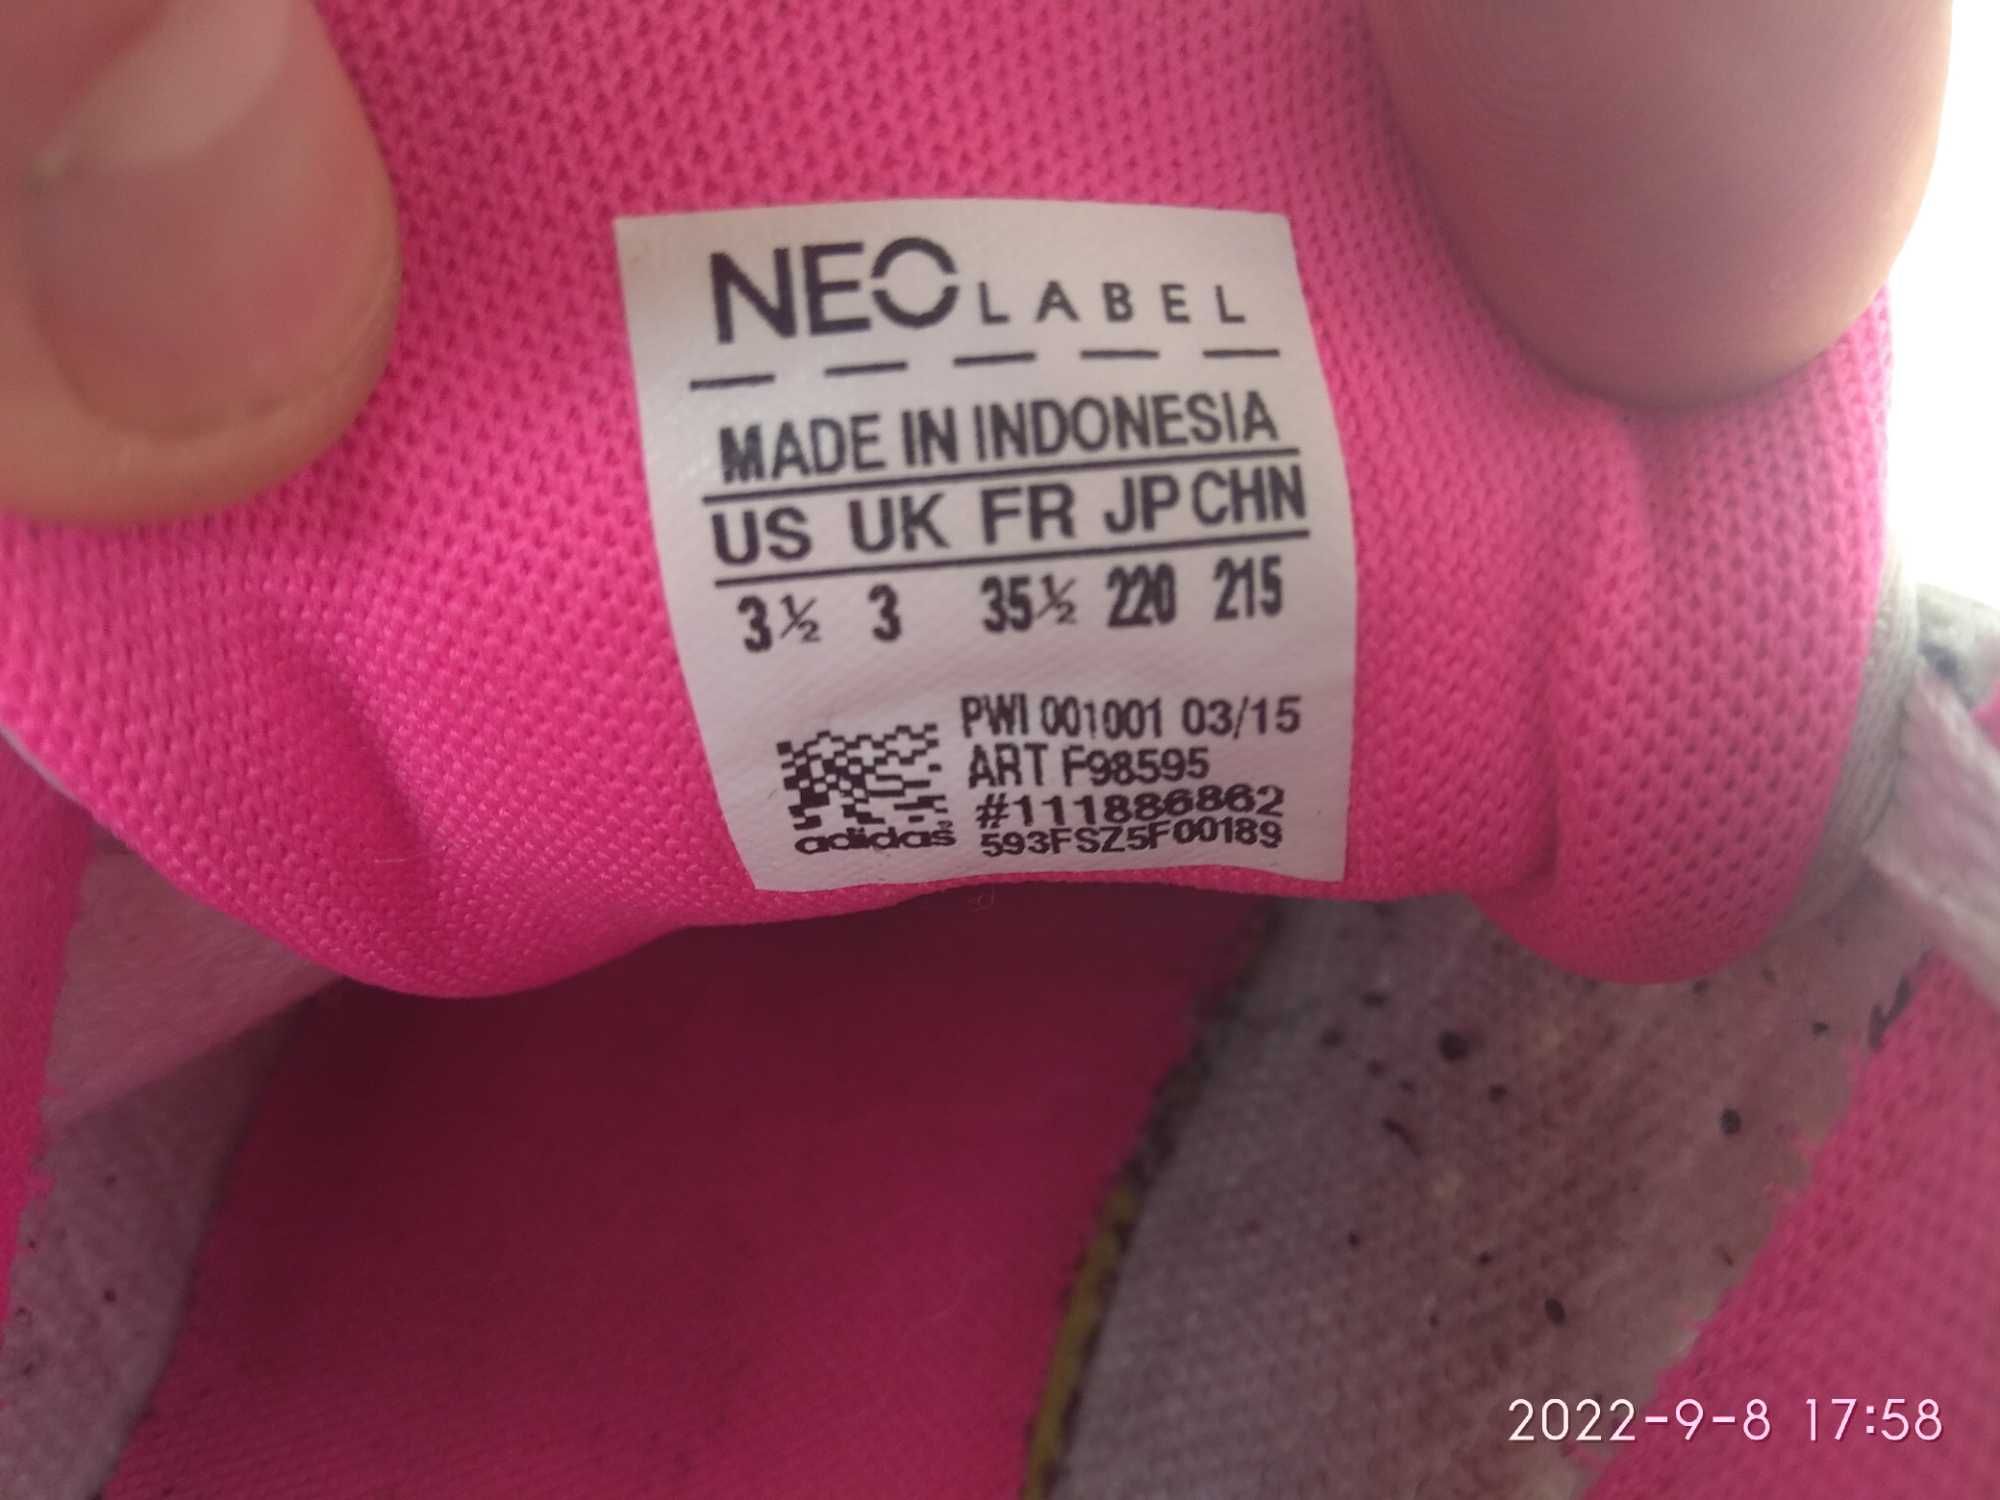 NEO LABEL
MADE IN INDONESIA
US UK FR JP CHN
3½ 3 35½ 220 215
PWI 001001 03/15
ART F98595
#111886862
593FSZ5F00189
adidas
2022-9-8 17:58